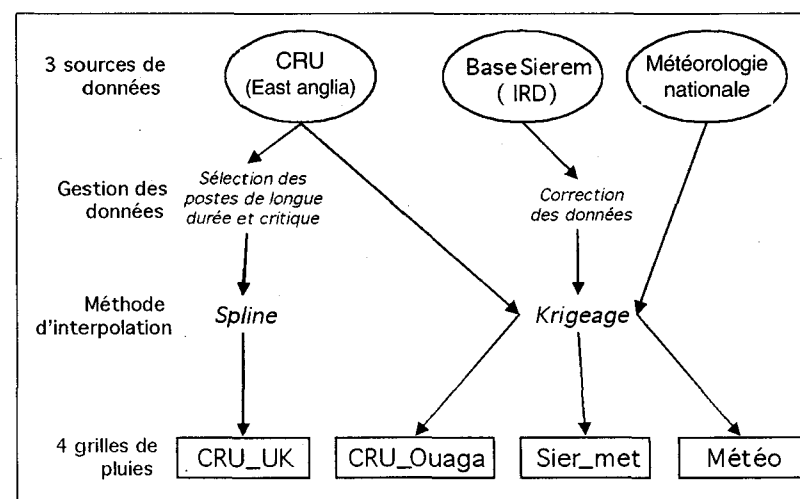 3 sources de
données
CRU
(East anglia)
Base Sierem
( IRD)
Météorologie
nationale
Gestion des
données
Sélection des
postes de longue
durée et critique
Correction
des données
Méthode
d'interpolation
Spline
Krigeage
4 grilles de
pluies
CRU_UK
CRU_Ouaga
Sier_met
Météo